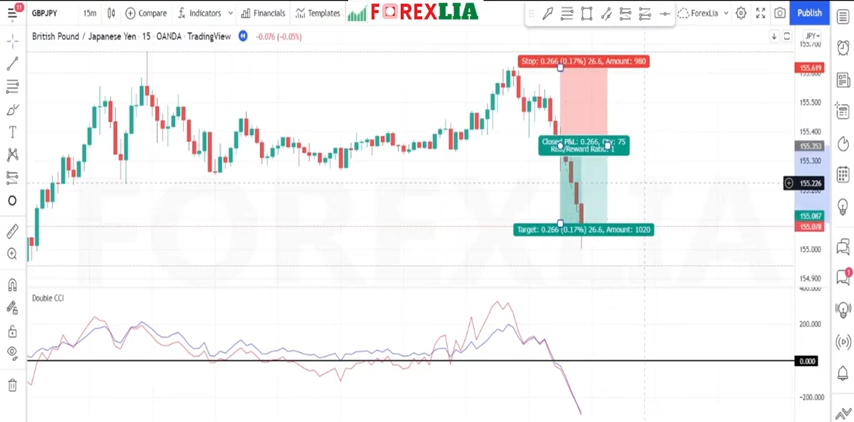 GBPJPY 15m Compare Indicators Financials Templates FOREXLIA ForexLia Publish
British Pound / Japanese Yen · 15 · OANDA · TradingView -0.076 (-0.05%) JPY
155.700
Stop: 0.266 (0.17%) 26.6, Amount: 980
155.619
155.500
155.400
Closed P&L: 0.266, Qty: 75
Risk/Reward Ratio: 1
155.353
155.300
155.226
155.087
155.078
Target: 0.266 (0.17%) 26.6, Amount: 1020
155.000
154.900
FOREXLIA
Double CCI
400.000
200.000
0.000
-200.000